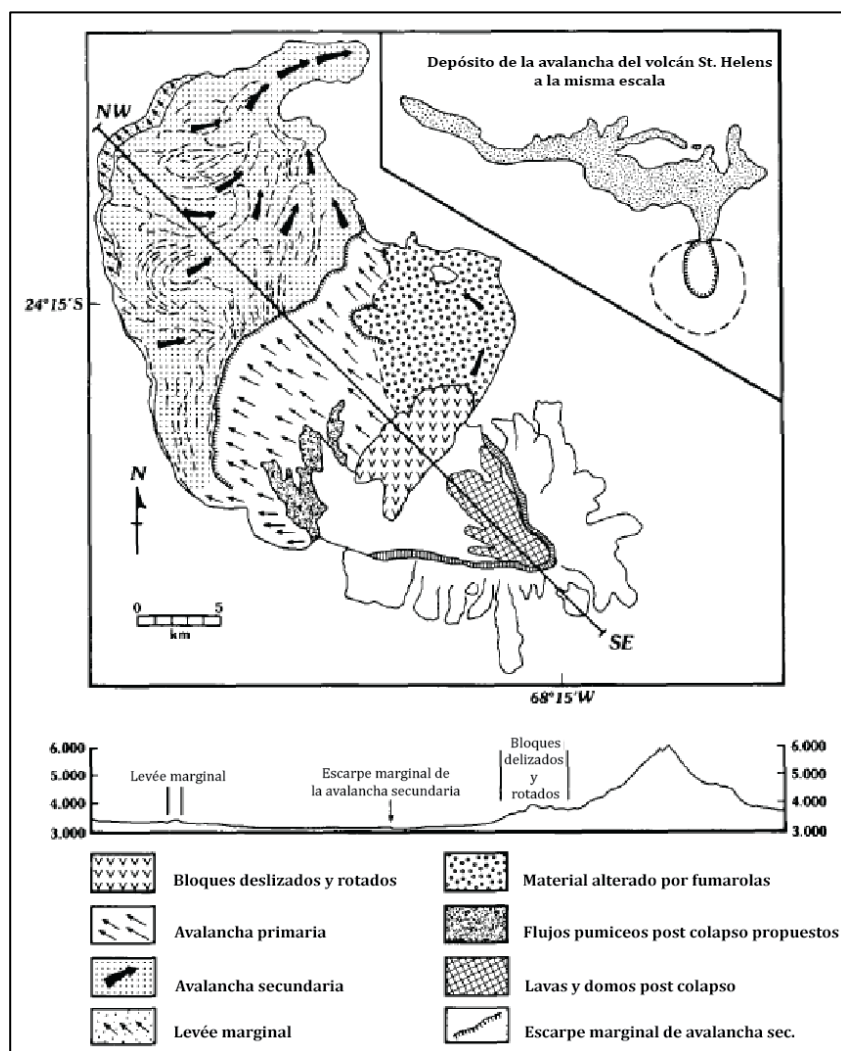 Depósito de la avalancha del volcán St. Helens
a la misma escala
NW
24°15'S
N
0 5
km
SE
68°15'W
6.000
5.000
4.000
3.000
Levée marginal
Escarpe marginal de
la avalancha secundaria
Bloques
delizados
y
rotados
6.000
5.000
4.000
3.000
Bloques deslizados y rotados
Material alterado por fumarolas
Avalancha primaria
Flujos pumiceos post colapso propuestos
Avalancha secundaria
Lavas y domos post colapso
Levée marginal
Escarpe marginal de avalancha sec.